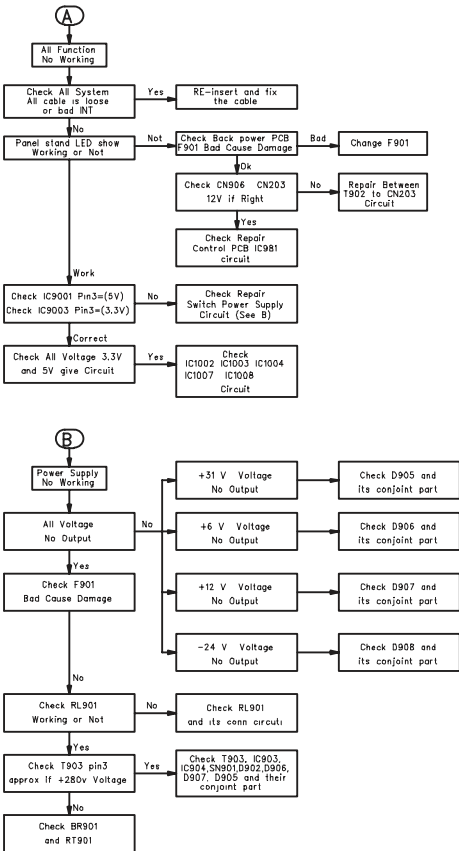 A
All Function
No Working
Check All System
All cable is loose
or bad INT
Yes
RE-insert and fix
the cable
No
Panel stand LED show
Working or Not
Not
Check Back power PCB
F901 Bad Cause Damage
Bad
Change F901
Ok
Check CN906 CN203
12V if Right
No
Repair Between
T902 to CN203
Circuit
Yes
Check Repair
Control PCB IC981
circuit
Work
Check IC9001 Pin3=(5V)
Check IC9003 Pin3=(3.3V)
No
Check Repair
Switch Power Supply
Circuit (See B)
Correct
Check All Voltage 3.3V
and 5V give Circuit
Yes
Check
IC1002 IC1003 IC1004
IC1007 IC1008
Circuit
B
Power Supply
No Working
All Voltage
No Output
No
+31 V Voltage
No Output
Check D905 and
its conjoint part
+6 V Voltage
No Output
Check D906 and
its conjoint part
+12 V Voltage
No Output
Check D907 and
its conjoint part
-24 V Voltage
No Output
Check D908 and
its conjoint part
Yes
Check F901
Bad Cause Damage
No
Check RL901
Working or Not
No
Check RL901
and its conn circuti
Yes
Check T903 pin3
approx if +280v Voltage
Yes
Check T903, IC903,
IC904,SN901,D902,D906,
D907, D905 and their
conjoint part
No
Check BR901
and RT901